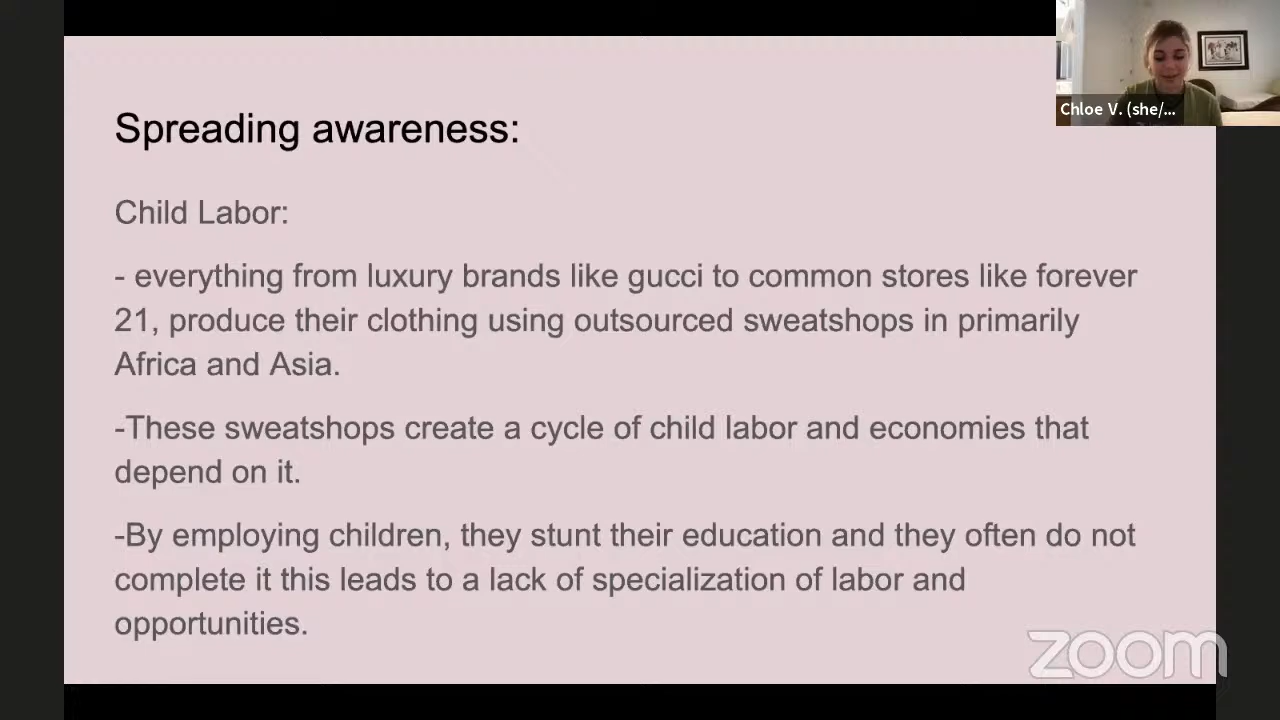 Chloe V. (she/...
Spreading awareness:
Child Labor:
- everything from luxury brands like gucci to common stores like forever
21, produce their clothing using outsourced sweatshops in primarily
Africa and Asia.
-These sweatshops create a cycle of child labor and economies that
depend on it.
-By employing children, they stunt their education and they often do not
complete it this leads to a lack of specialization of labor and
opportunities.
zoom